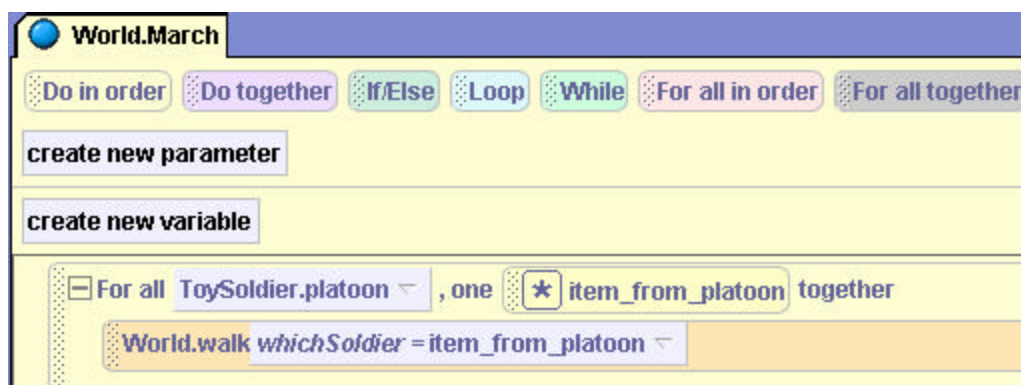 World.March
Do in order Do together If/Else Loop While For all in order For all together
create new parameter
create new variable
For all ToySoldier.platoon , one item_from_platoon together
World.walk whichSoldier = item_from_platoon